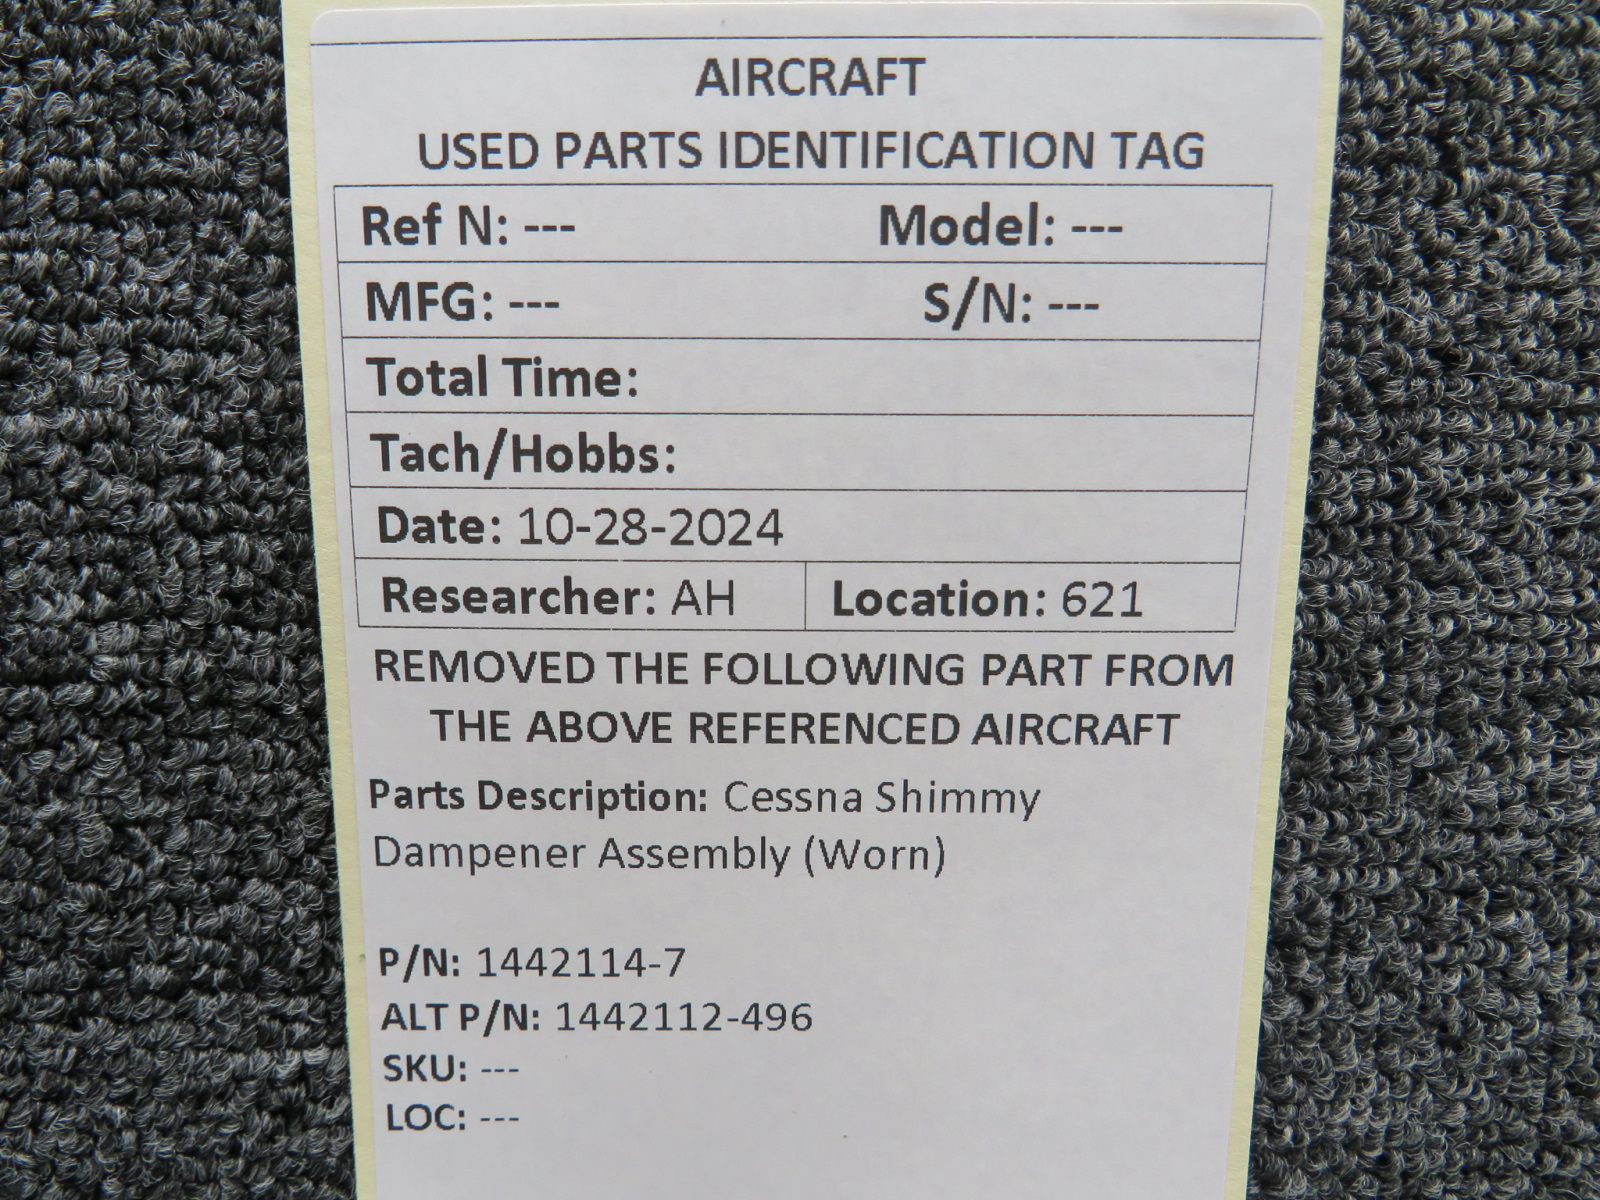 AIRCRAFT
USED PARTS IDENTIFICATION TAG
Ref N: --- Model: ---
MFG: --- S/N: ---
Total Time:
Tach/Hobbs:
Date: 10-28-2024
Researcher: AH Location: 621
REMOVED THE FOLLOWING PART FROM
THE ABOVE REFERENCED AIRCRAFT
Parts Description: Cessna Shimmy
Dampener Assembly (Worn)
P/N: 1442114-7
ALT P/N: 1442112-496
SKU: ---
LOC: ---